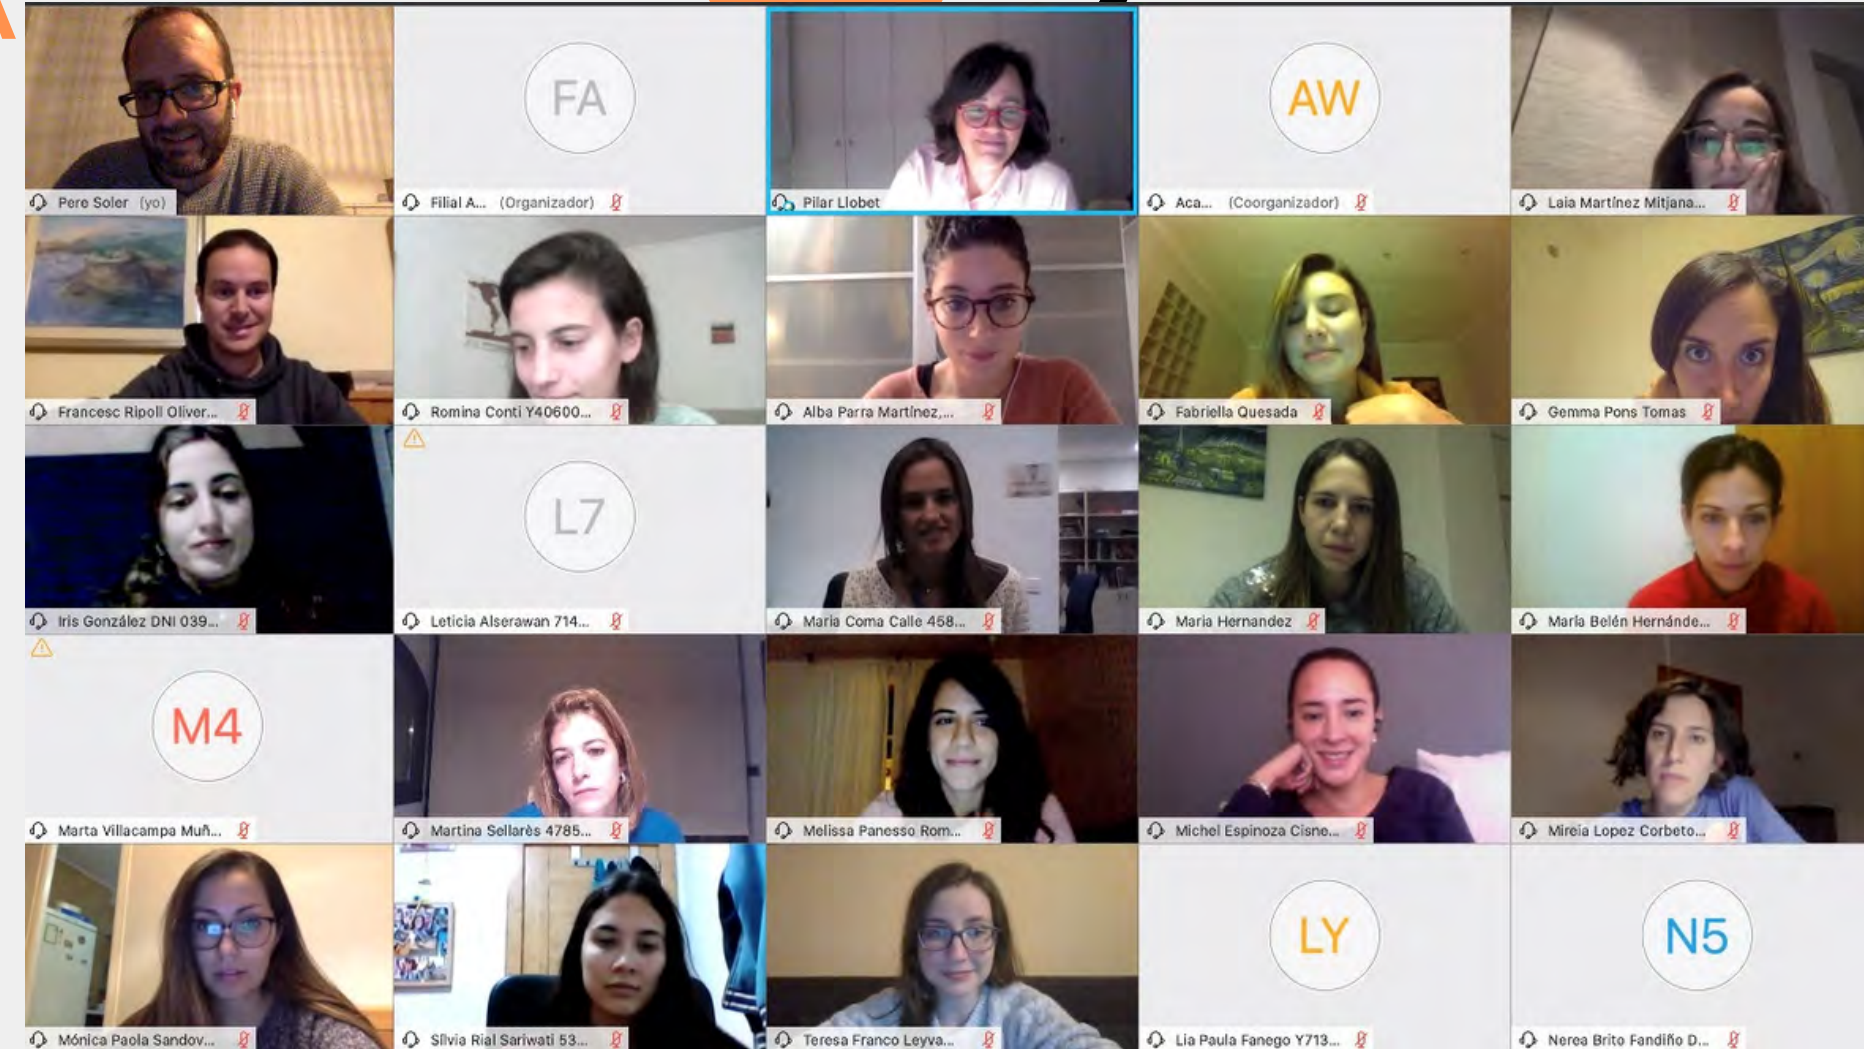 Pere Soler (yo)
FA
Filial A... (Organizador)
Pilar Llobet
AW
Aca... (Coorganizador)
Laia Martínez Mitjana...
Francesc Ripoll Oliver...
Romina Conti Y40600...
Alba Parra Martínez,...
Fabriella Quesada
Gemma Pons Tomas
Iris González DNI 039...
L7
Leticia Alserawan 714...
Maria Coma Calle 458...
Maria Hernandez
María Belén Hernánde...
M4
Marta Villacampa Muñ...
Martina Sellarès 4785...
Melissa Panesso Rom...
Michel Espinoza Cisne...
Mireia Lopez Corbeto...
Mónica Paola Sandov...
Sílvia Rial Sariwati 53...
Teresa Franco Leyva...
LY
Lia Paula Fanego Y713...
N5
Nerea Brito Fandiño D...